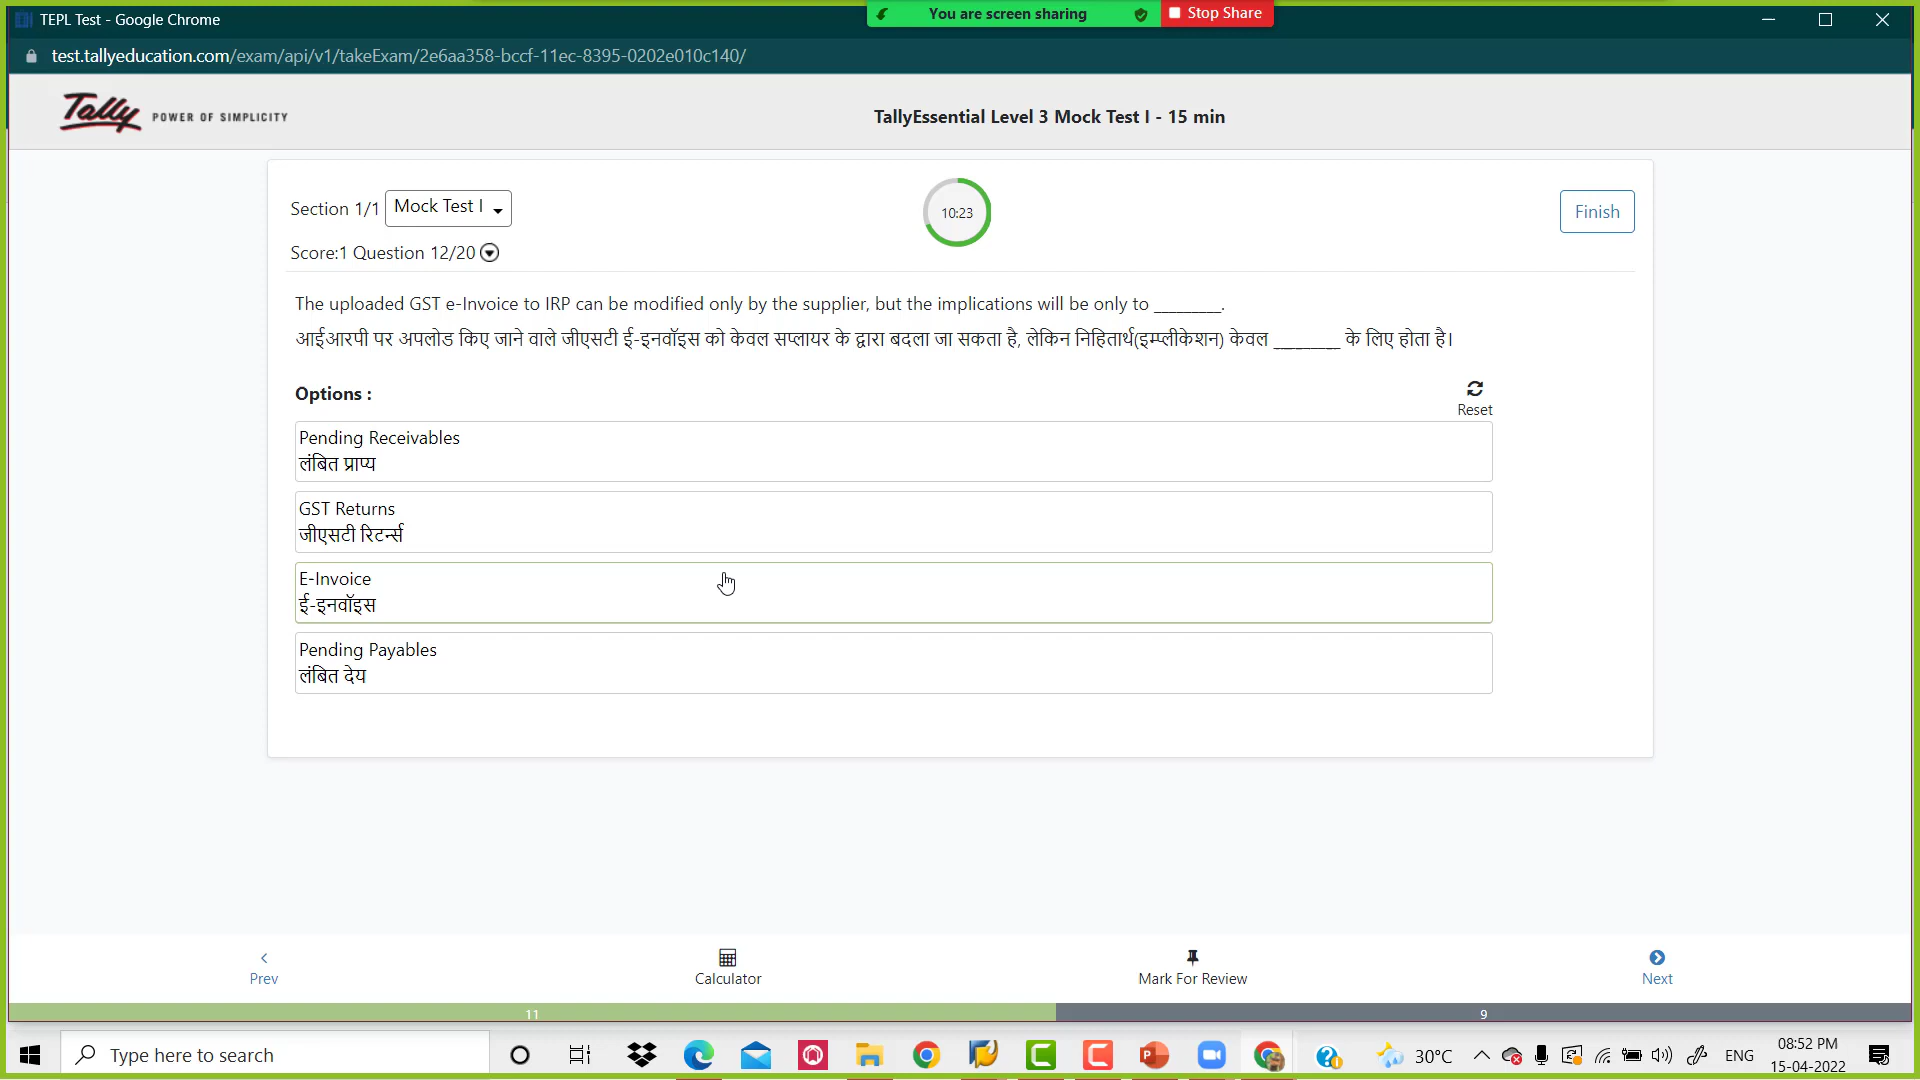 TEPL Test - Google Chrome
You are screen sharing
Stop Share
test.tallyeducation.com/exam/api/v1/takeExam/2e6aa358-bccf-11ec-8395-0202e010c140/
Tally POWER OF SIMPLICITY
TallyEssential Level 3 Mock Test I - 15 min
Section 1/1 Mock Test I
10:23
Finish
Score:1 Question 12/20
The uploaded GST e-Invoice to IRP can be modified only by the supplier, but the implications will be only to ________.
आईआरपी पर अपलोड किए जाने वाले जीएसटी ई-इनवॉइस को केवल सप्लायर के द्वारा बदला जा सकता है, लेकिन निहितार्थ(इम्प्लीकेशन) केवल ________ के लिए होता है।
Options :
Reset
Pending Receivables
लंबित प्राप्य
GST Returns
जीएसटी रिटर्न्स
E-Invoice
ई-इनवॉइस
Pending Payables
लंबित देय
Prev
Calculator
Mark For Review
Next
11
9
Type here to search
30°C
ENG
08:52 PM
15-04-2022